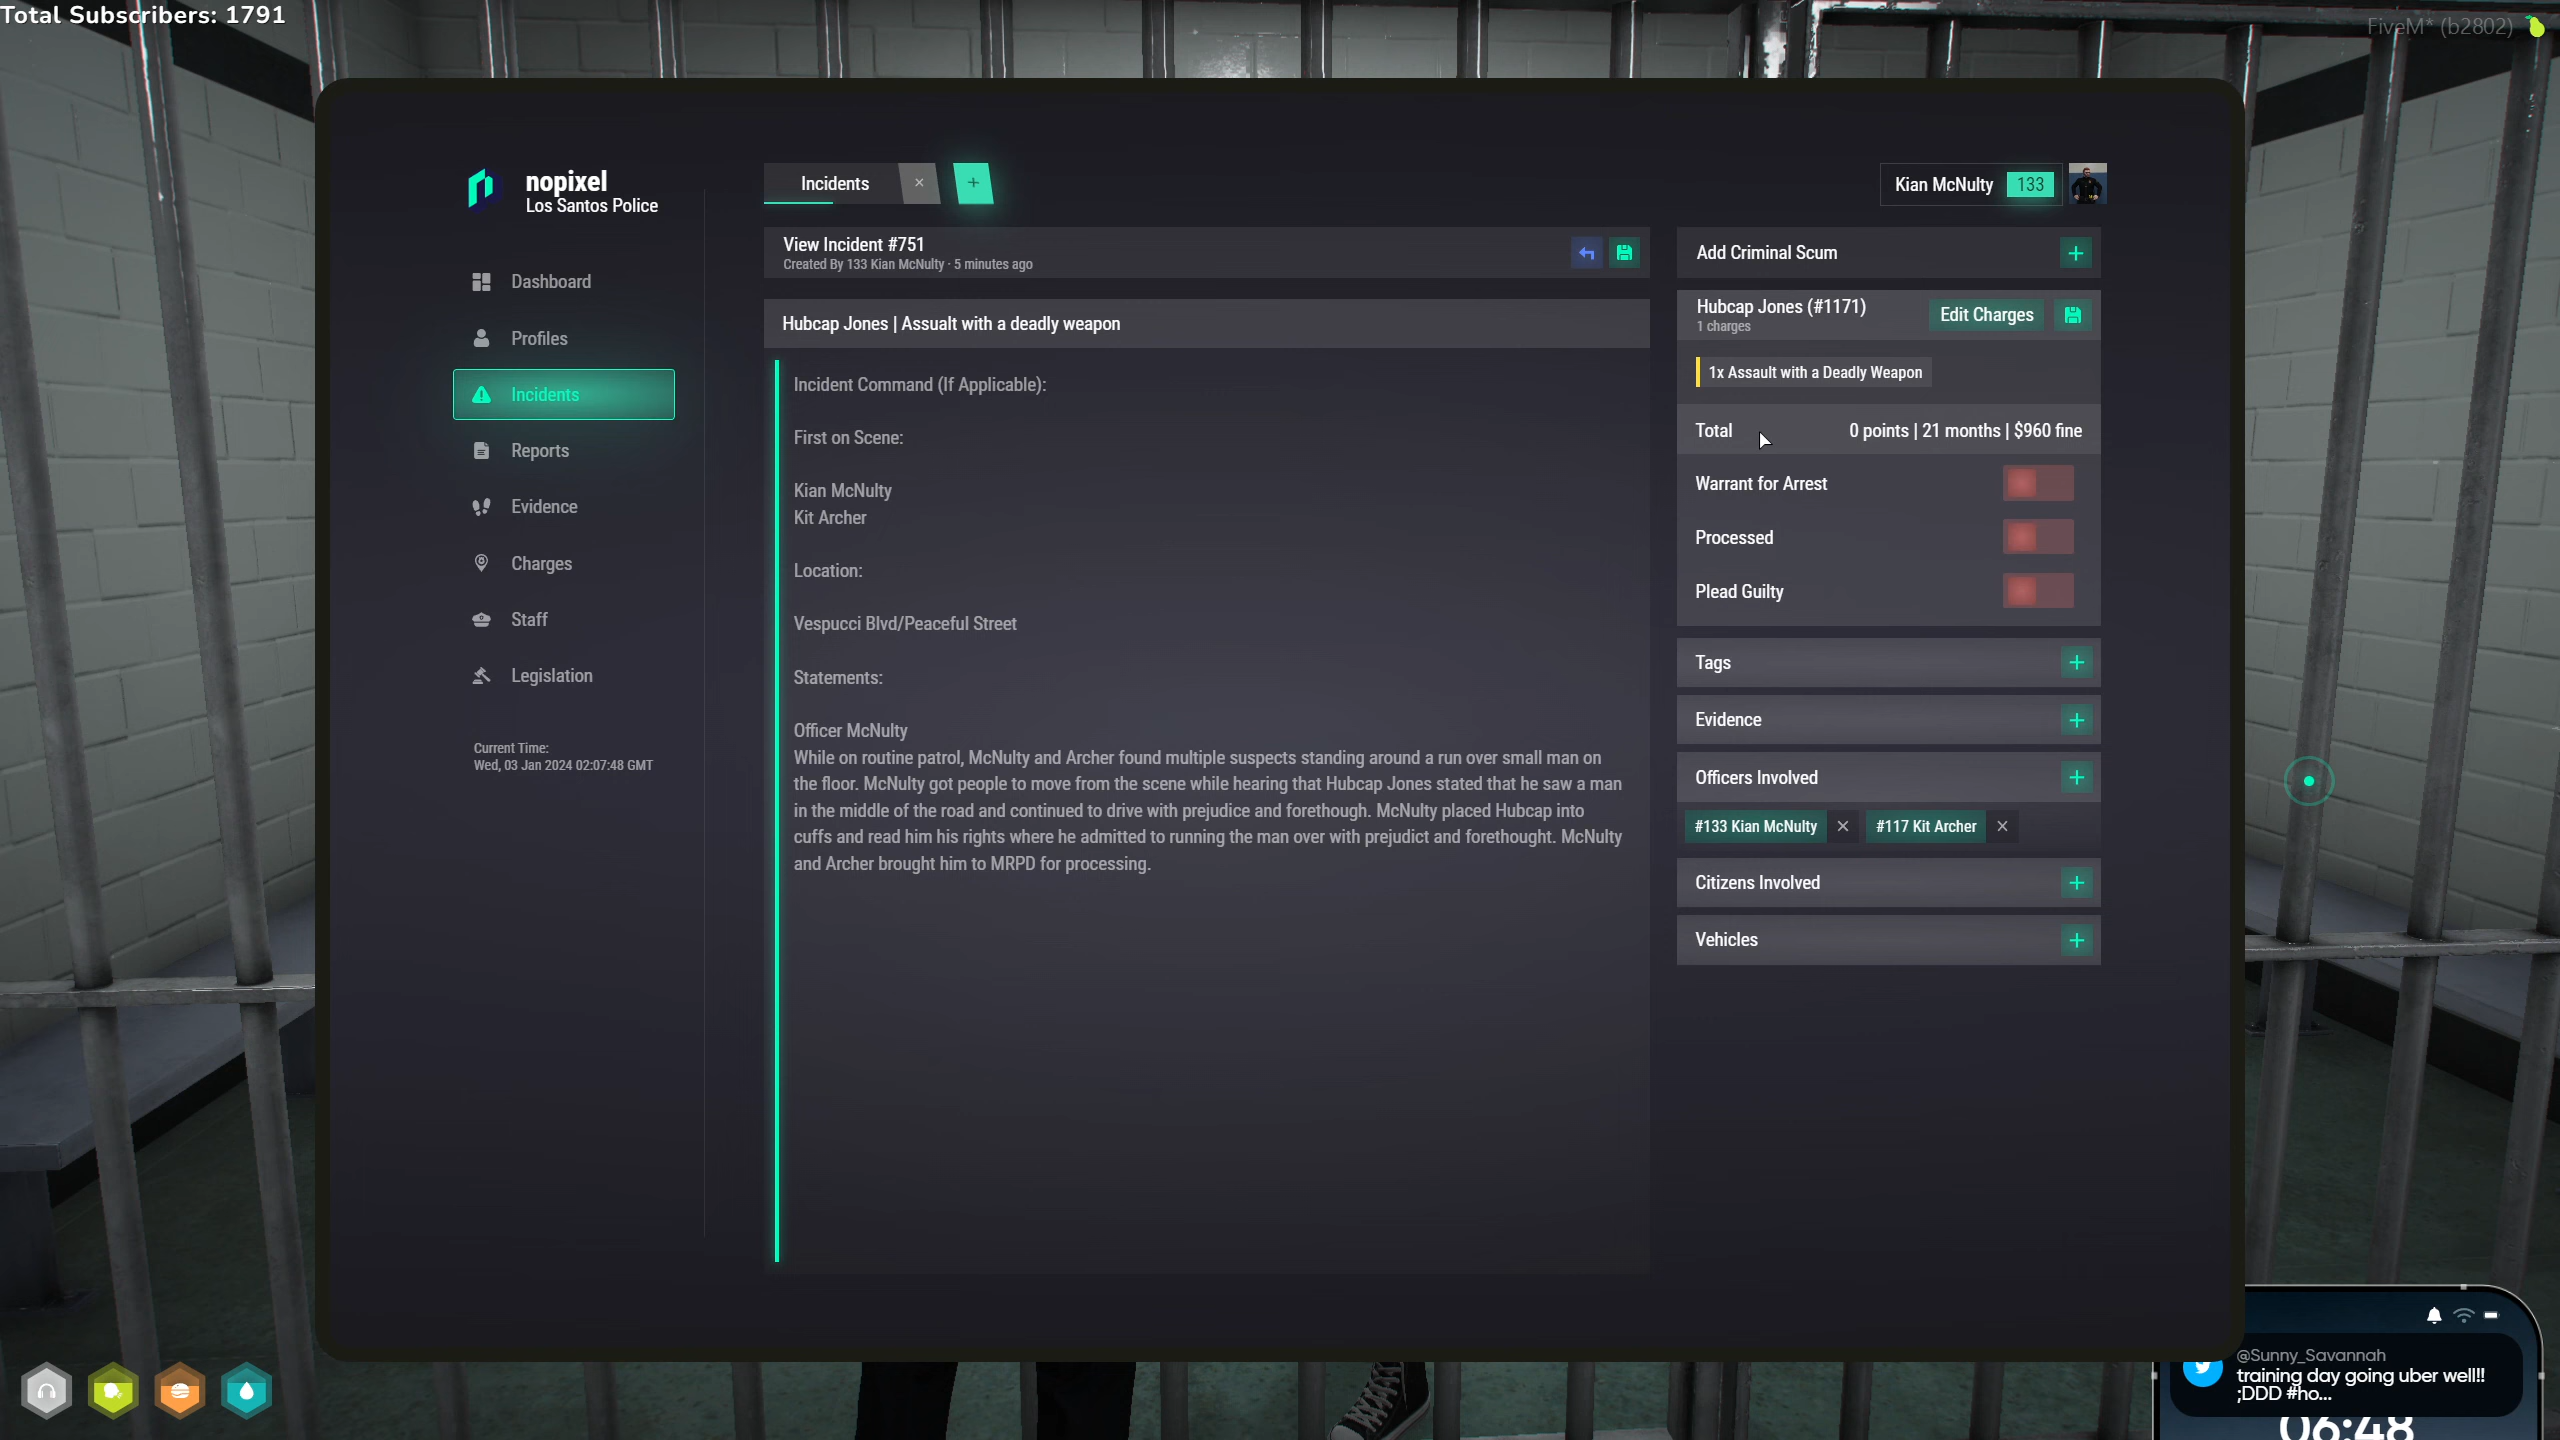 Total Subscribers: 1791
FiveM* (b2802)
nopixel
Los Santos Police
Incidents
Kian McNulty 133
Dashboard
Profiles
Incidents
Reports
Evidence
Charges
Staff
Legislation
Current Time:
Wed, 03 Jan 2024 02:07:48 GMT
View Incident #751
Created By 133 Kian McNulty · 5 minutes ago
Hubcap Jones | Assualt with a deadly weapon
Incident Command (If Applicable):
First on Scene:
Kian McNulty
Kit Archer
Location:
Vespucci Blvd/Peaceful Street
Statements:
Officer McNulty
While on routine patrol, McNulty and Archer found multiple suspects standing around a run over small man on
the floor. McNulty got people to move from the scene while hearing that Hubcap Jones stated that he saw a man
in the middle of the road and continued to drive with prejudice and forethough. McNulty placed Hubcap into
cuffs and read him his rights where he admitted to running the man over with prejudict and forethought. McNulty
and Archer brought him to MRPD for processing.
Add Criminal Scum
Hubcap Jones (#1171)
1 charges
Edit Charges
1x Assault with a Deadly Weapon
Total 0 points | 21 months | $960 fine
Warrant for Arrest
Processed
Plead Guilty
Tags
Evidence
Officers Involved
#133 Kian McNulty #117 Kit Archer
Citizens Involved
Vehicles
@Sunny_Savannah
training day going uber well!!
;DDD #ho...
06:48